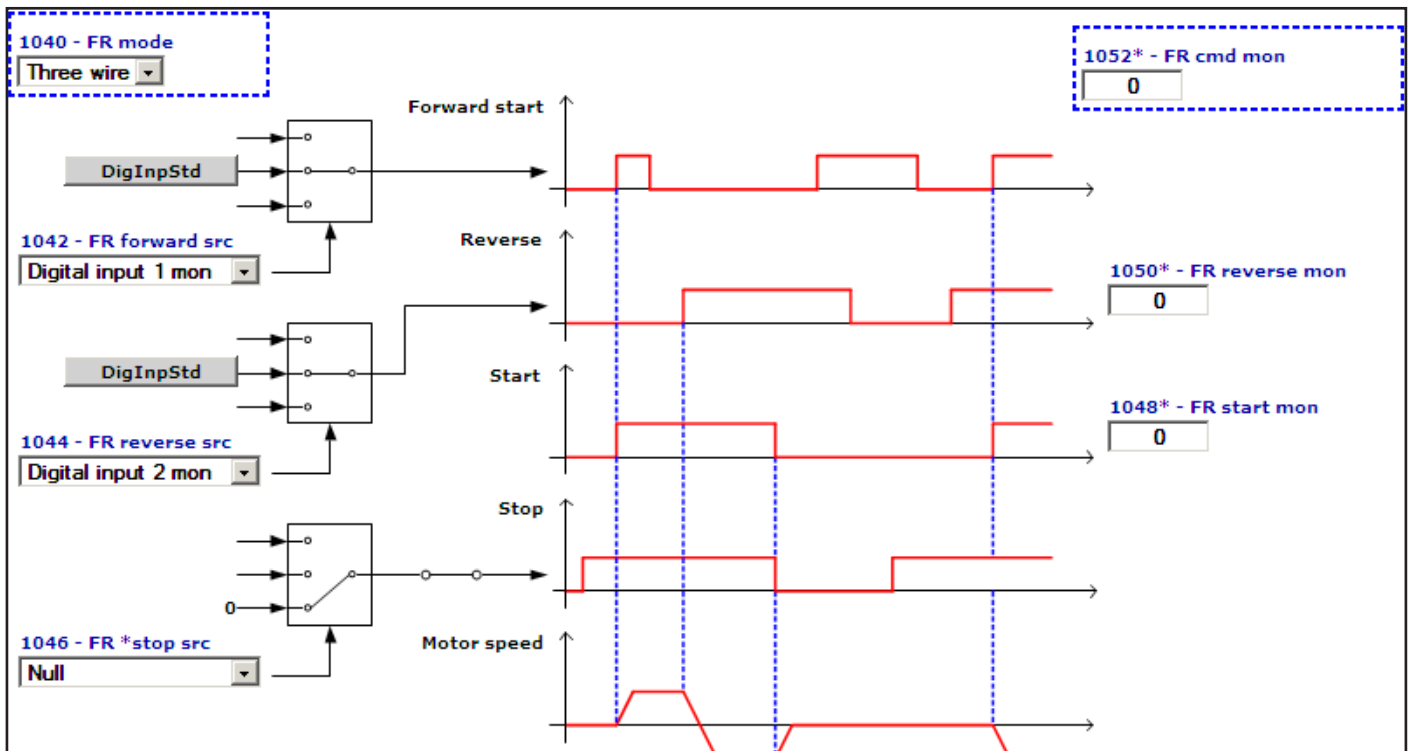 1040 - FR mode
Three wire
1052* - FR cmd mon
0
Forward start
DigInpStd
1042 - FR forward src
Digital input 1 mon
Reverse
1050* - FR reverse mon
0
DigInpStd
Start
1048* - FR start mon
0
1044 - FR reverse src
Digital input 2 mon
Stop
0
1046 - FR *stop src
Null
Motor speed